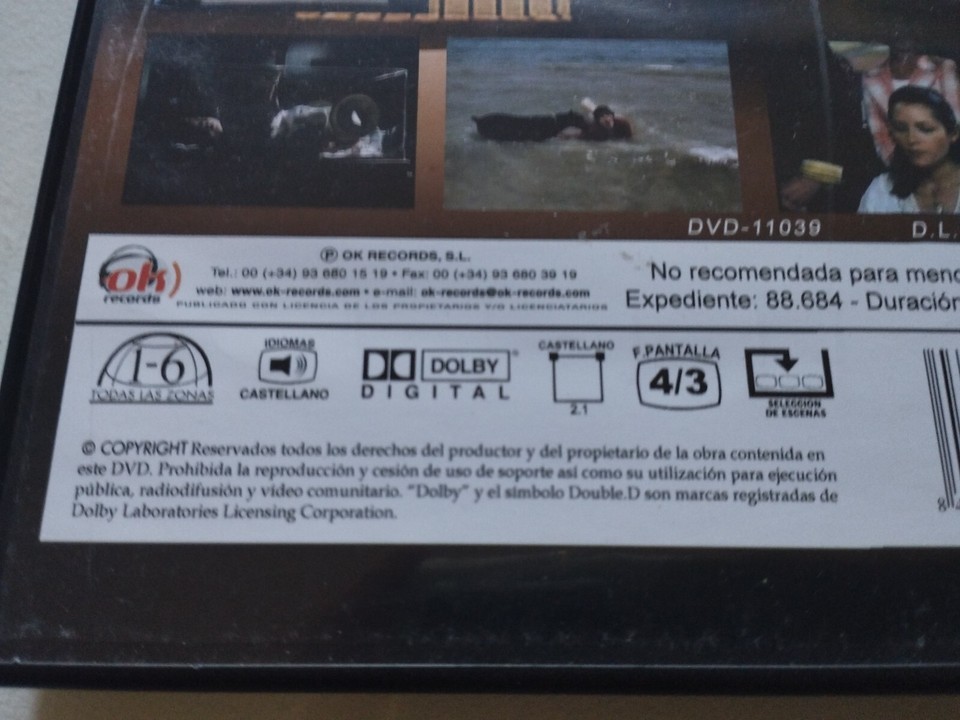 DVD-11039 D.L.
ok)
records
Ⓟ OK RECORDS, S.L.
Tel.: 00 (+34) 93 680 15 19 • Fax: 00 (+34) 93 680 39 19
web: www.ok-records.com • e-mail: ok-records@ok-records.com
PUBLICADO CON LICENCIA DE LOS PROPIETARIOS Y/O LICENCIATARIOS
No recomendada para meno
Expediente: 88.684 - Duración
1-6
TODAS LAS ZONAS
IDIOMAS
CASTELLANO
DOLBY
DIGITAL
CASTELLANO
2.1
F.PANTALLA
4/3
SELECCIÓN
DE ESCENAS
© COPYRIGHT Reservados todos los derechos del productor y del propietario de la obra contenida en
este DVD. Prohibida la reproducción y cesión de uso de soporte así como su utilización para ejecución
pública, radiodifusión y vídeo comunitario. “Dolby” y el símbolo Double.D son marcas registradas de
Dolby Laboratories Licensing Corporation.